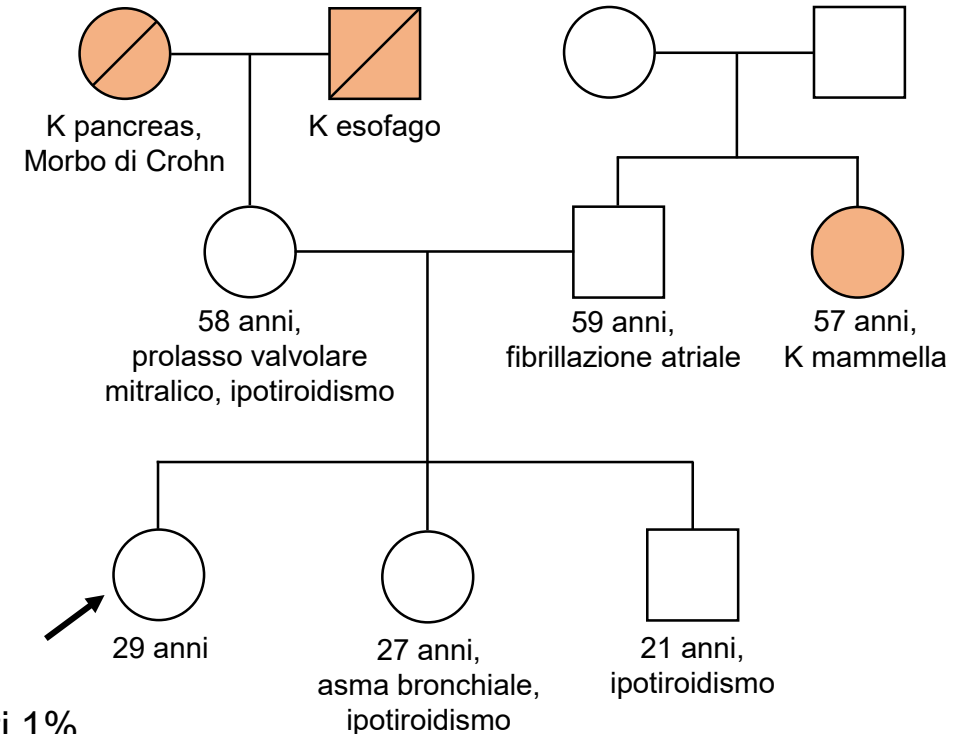 K pancreas,
Morbo di Crohn
K esofago
58 anni,
prolasso valvolare
mitralico, ipotiroidismo
59 anni,
fibrillazione atriale
57 anni,
K mammella
29 anni
27 anni,
asma bronchiale,
ipotiroidismo
21 anni,
ipotiroidismo
1%